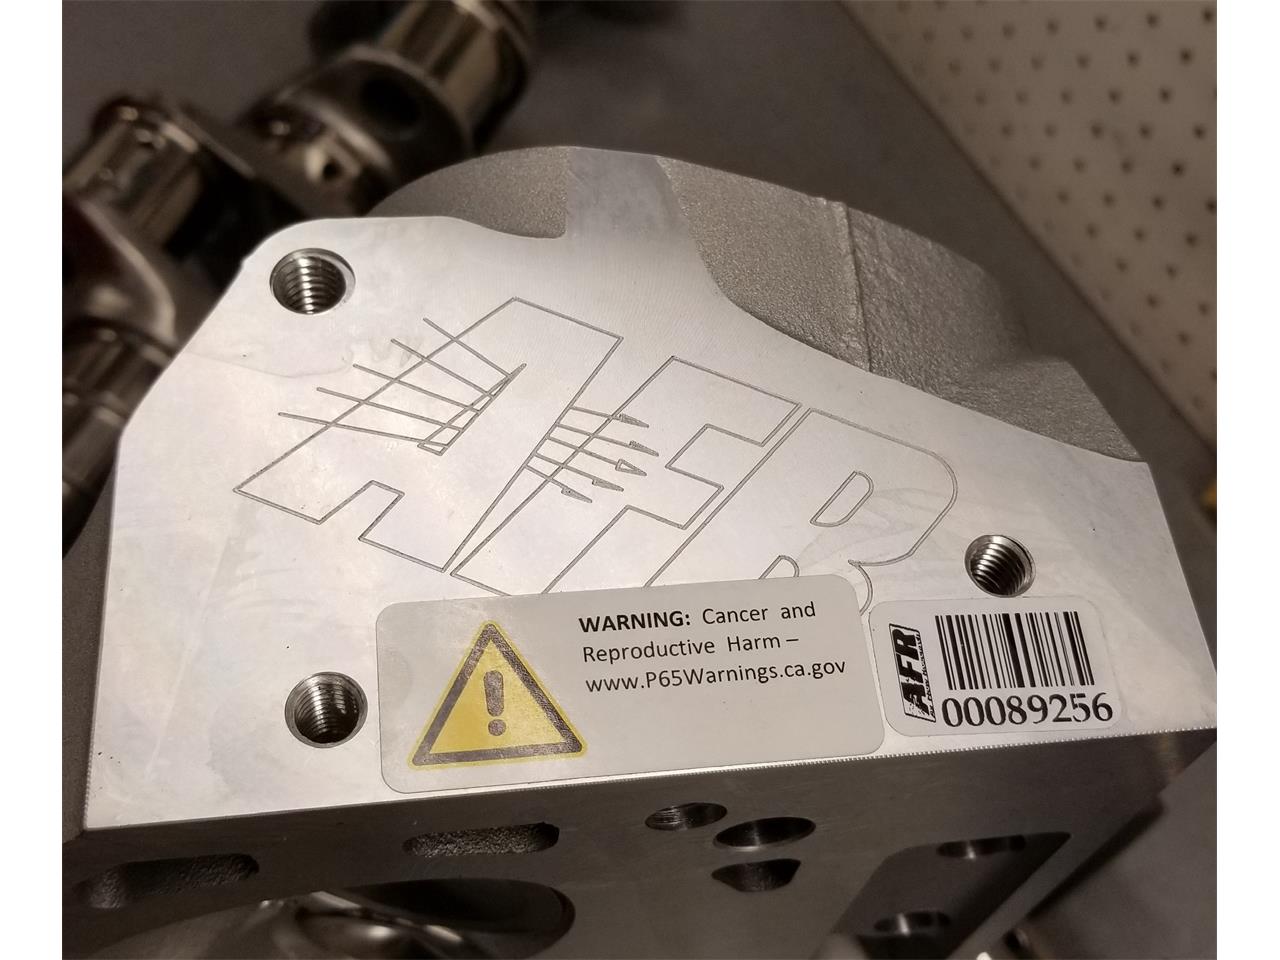 AFR
WARNING: Cancer and
Reproductive Harm –
www.P65Warnings.ca.gov
AFR
00089256